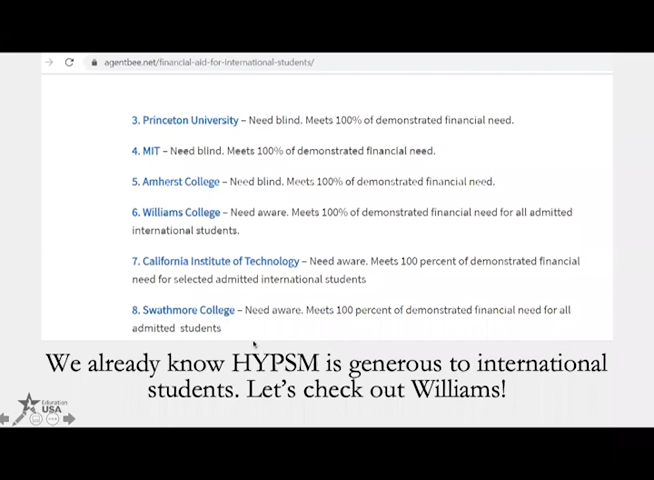 agentbee.net/financial-aid-for-international-students/
3. Princeton University – Need blind. Meets 100% of demonstrated financial need.
4. MIT – Need blind. Meets 100% of demonstrated financial need.
5. Amherst College – Need blind. Meets 100% of demonstrated financial need.
6. Williams College – Need aware. Meets 100% of demonstrated financial need for all admitted
international students.
7. California Institute of Technology – Need aware. Meets 100 percent of demonstrated financial
need for selected admitted international students
8. Swathmore College – Need aware. Meets 100 percent of demonstrated financial need for all
admitted students
We already know HYPSM is generous to international
students. Let's check out Williams!
Education
USA